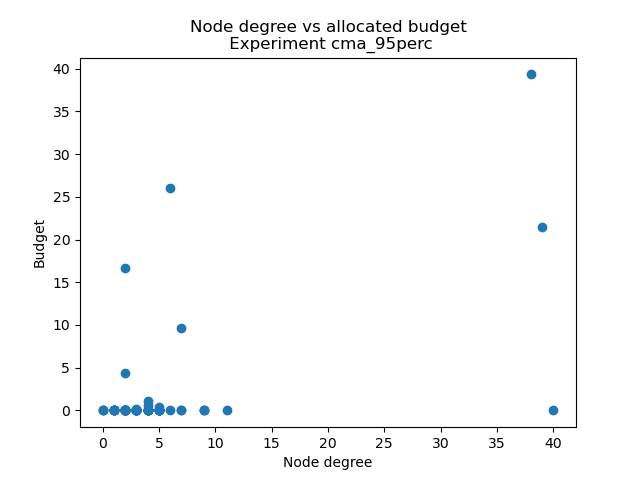 Node degree vs allocated budget
Experiment cma_95perc
40
35
30
25
20
15
10
5
0
Budget
0 5 10 15 20 25 30 35 40
Node degree